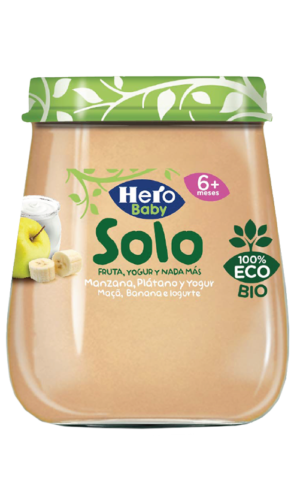 Hero
Baby
6+
meses
Solo
FRUTA, YOGUR Y NADA MÁS
Manzana, Plátano y Yogur
Maçã, Banana e Iogurte
100%
ECO
BIO